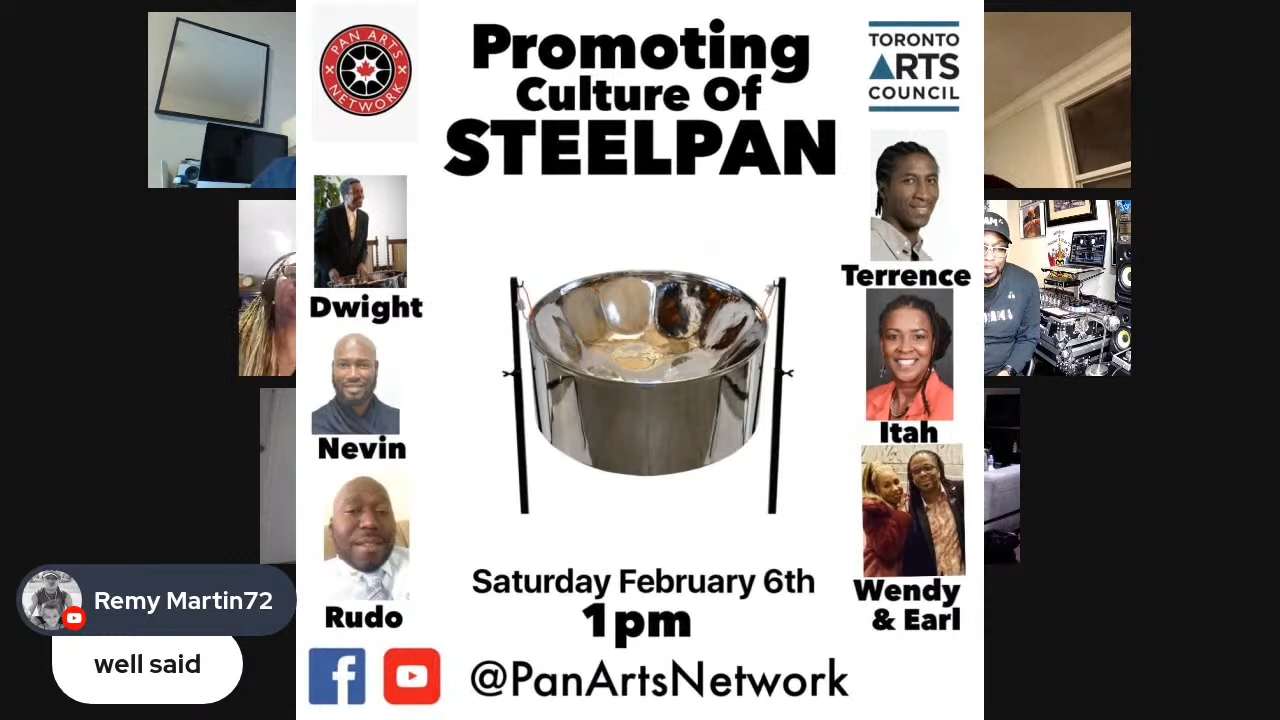 PAN ARTS
NETWORK
Promoting
Culture Of
STEELPAN
TORONTO
ARTS
COUNCIL
Dwight
Nevin
Rudo
Terrence
Itah
Wendy
& Earl
Saturday February 6th
1pm
@PanArtsNetwork
Remy Martin72
well said